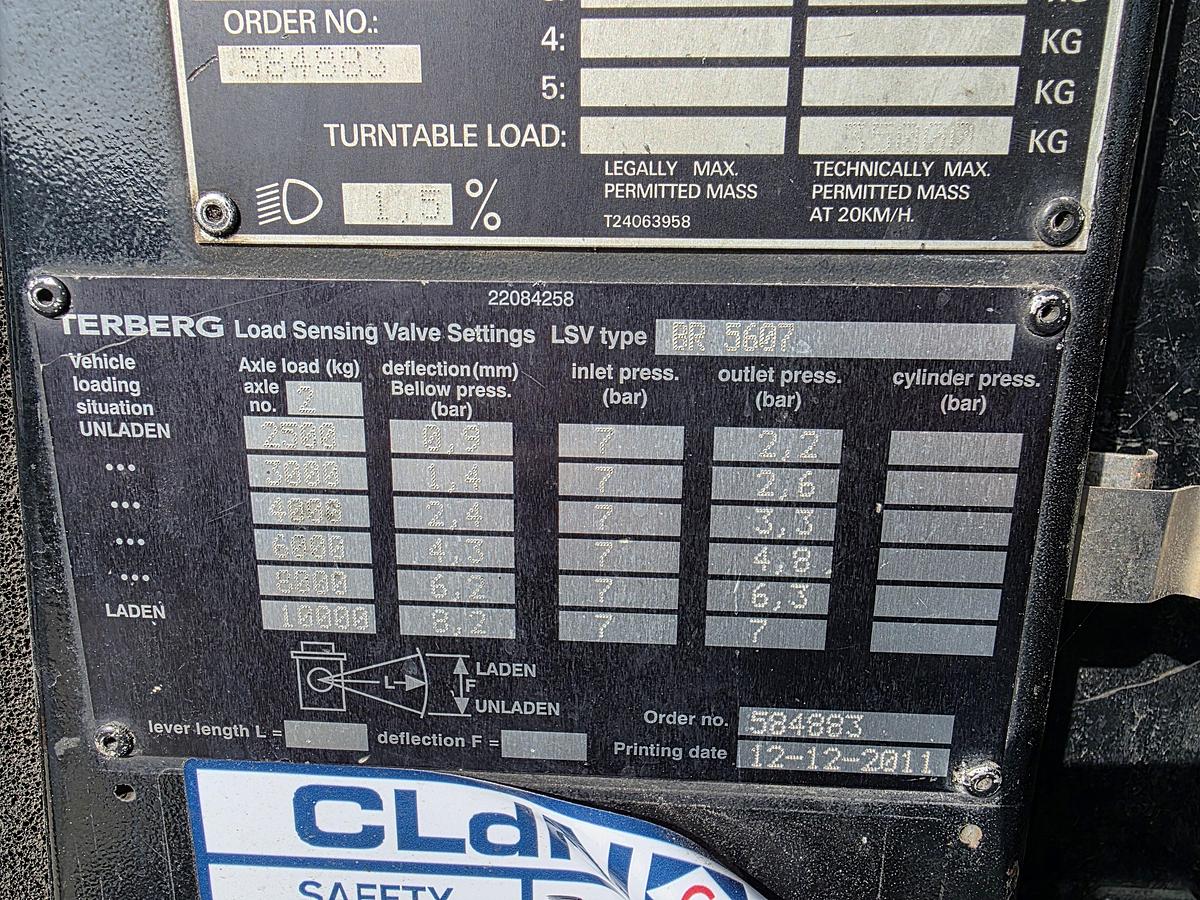 KG
ORDER NO.:
584883
4: KG
5: KG
TURNTABLE LOAD: 35000 KG
LEGALLY MAX. PERMITTED MASS
TECHNICALLY MAX. PERMITTED MASS AT 20KM/H.
T24063958
1,5 %
22084258
TERBERG Load Sensing Valve Settings LSV type BR 5607
Vehicle loading situation
Axle load (kg) axle no. 2
deflection (mm) Bellow press. (bar)
inlet press. (bar)
outlet press. (bar)
cylinder press. (bar)
UNLADEN 2500 0,9 7 2,2
... 3000 1,4 7 2,6
... 4000 2,4 7 3,3
... 6000 4,3 7 4,8
... 8000 6,2 7 6,3
LADEN 10000 8,2 7 7
L F LADEN
UNLADEN
lever length L = deflection F =
Order no. 584883
Printing date 12-12-2011
CLan
SAFETY